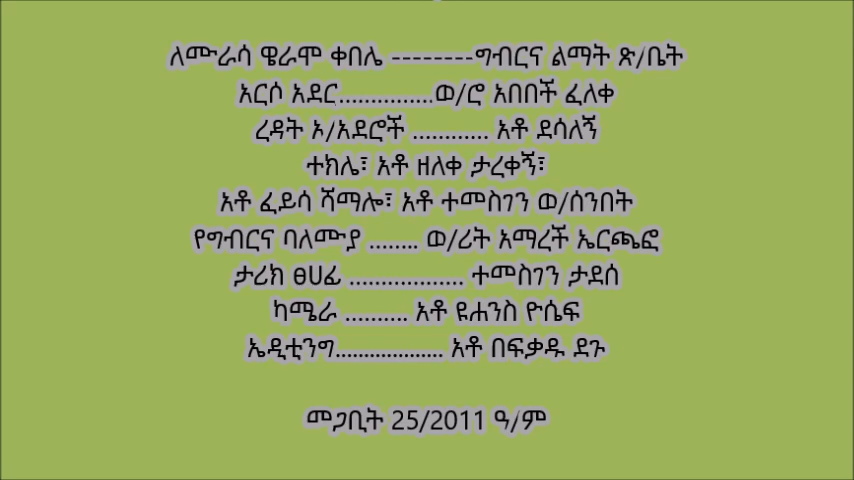 ለሙራሳ ዌራሞ ቀበሌ --------ግብርና ልማት ጽ/ቤት
አርሶ አደር...............ወ/ሮ አበበች ፈለቀ
ረዳት ኦ/አደሮች ............ አቶ ደሳለኝ
ተክሌ፣ አቶ ዘለቀ ታረቀኝ፣
አቶ ፈይሳ ሻማሎ፣ አቶ ተመስገን ወ/ሰንበት
የግብርና ባለሙያ ........ ወ/ሪት አማረች ኤርጫፎ
ታሪክ ፀሀፊ .................. ተመስገን ታደሰ
ካሜራ .......... አቶ ዩሐንስ ዮሴፍ
ኤዲቲንግ.................... አቶ በፍቃዱ ደጉ
መጋቢት 25/2011 ዓ/ም